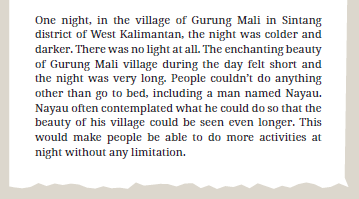 One night, in the village of Gurung Mali in Sintang
district of West Kalimantan, the night was colder and
darker. There was no light at all. The enchanting beauty
of Gurung Mali village during the day felt short and
the night was very long. People couldn’t do anything
other than go to bed, including a man named Nayau.
Nayau often contemplated what he could do so that the
beauty of his village could be seen even longer. This
would make people be able to do more activities at
night without any limitation.